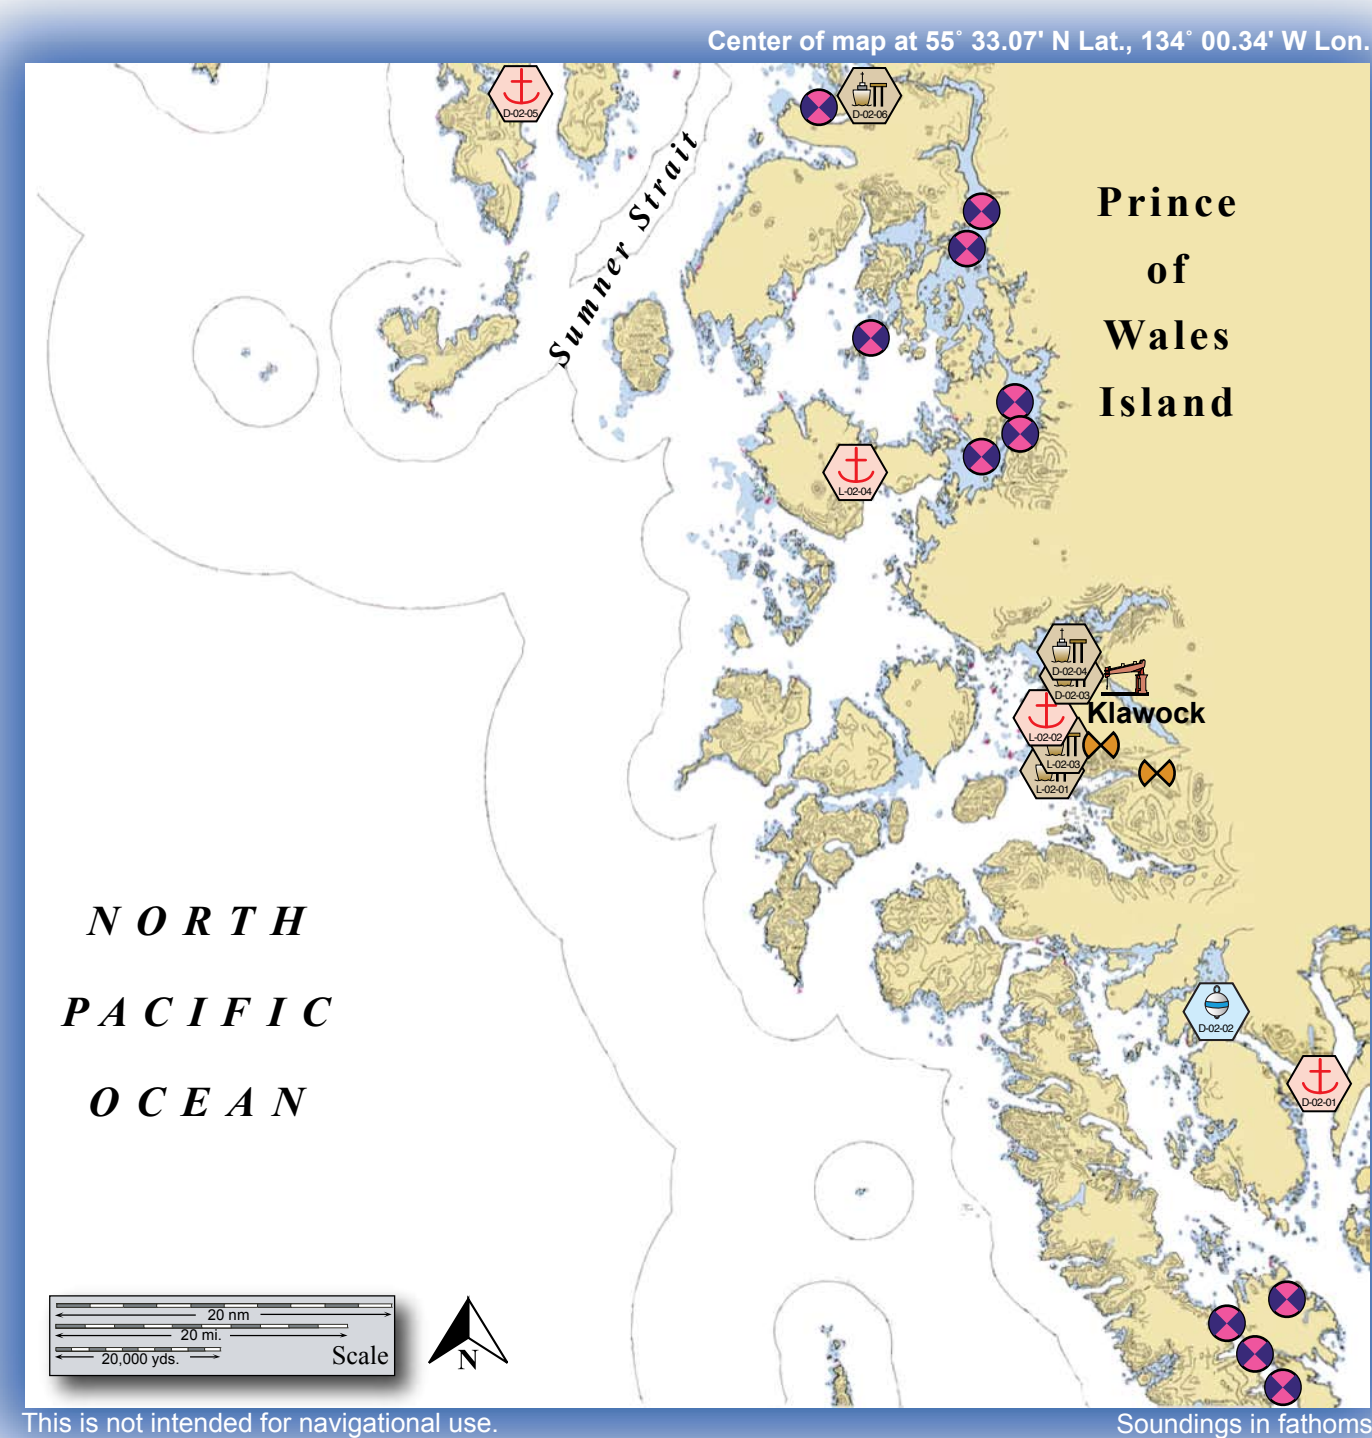 Center of map at 55° 33.07' N Lat., 134° 00.34' W Lon.
D-02-05
D-02-06
Sumner Strait
Prince
of
Wales
Island
L-02-04
D-02-04
D-02-03
L-02-02
Klawock
L-02-03
L-02-01
NORTH
PACIFIC
OCEAN
D-02-02
D-02-01
20 nm
20 mi.
20,000 yds.
Scale
N
This is not intended for navigational use.
Soundings in fathoms